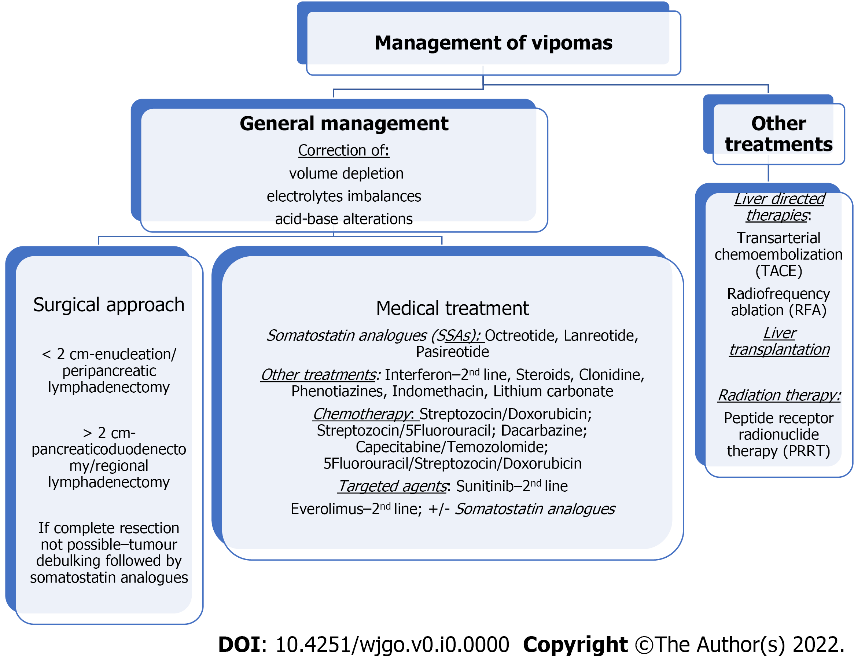 Management of vipomas
General management
Correction of:
volume depletion
electrolytes imbalances
acid-base alterations
Other
treatments
Surgical approach
< 2 cm-enucleation/
peripancreatic
lymphadenectomy
> 2 cm-
pancreaticoduodenecto
my/regional
lymphadenectomy
If complete resection
not possible–tumour
debulking followed by
somatostatin analogues
Medical treatment
Somatostatin analogues (SSAs): Octreotide, Lanreotide,
Pasireotide
Other treatments: Interferon–2nd line, Steroids, Clonidine,
Phenotiazines, Indomethacin, Lithium carbonate
Chemotherapy: Streptozocin/Doxorubicin;
Streptozocin/5Fluorouracil; Dacarbazine;
Capecitabine/Temozolomide;
5Fluorouracil/Streptozocin/Doxorubicin
Targeted agents: Sunitinib–2nd line
Everolimus–2nd line; +/- Somatostatin analogues
Liver directed
therapies:
Transarterial
chemoembolization
(TACE)
Radiofrequency
ablation (RFA)
Liver
transplantation
Radiation therapy:
Peptide receptor
radionuclide
therapy (PRRT)
DOI: 10.4251/wjgo.v0.i0.0000 Copyright ©The Author(s) 2022.